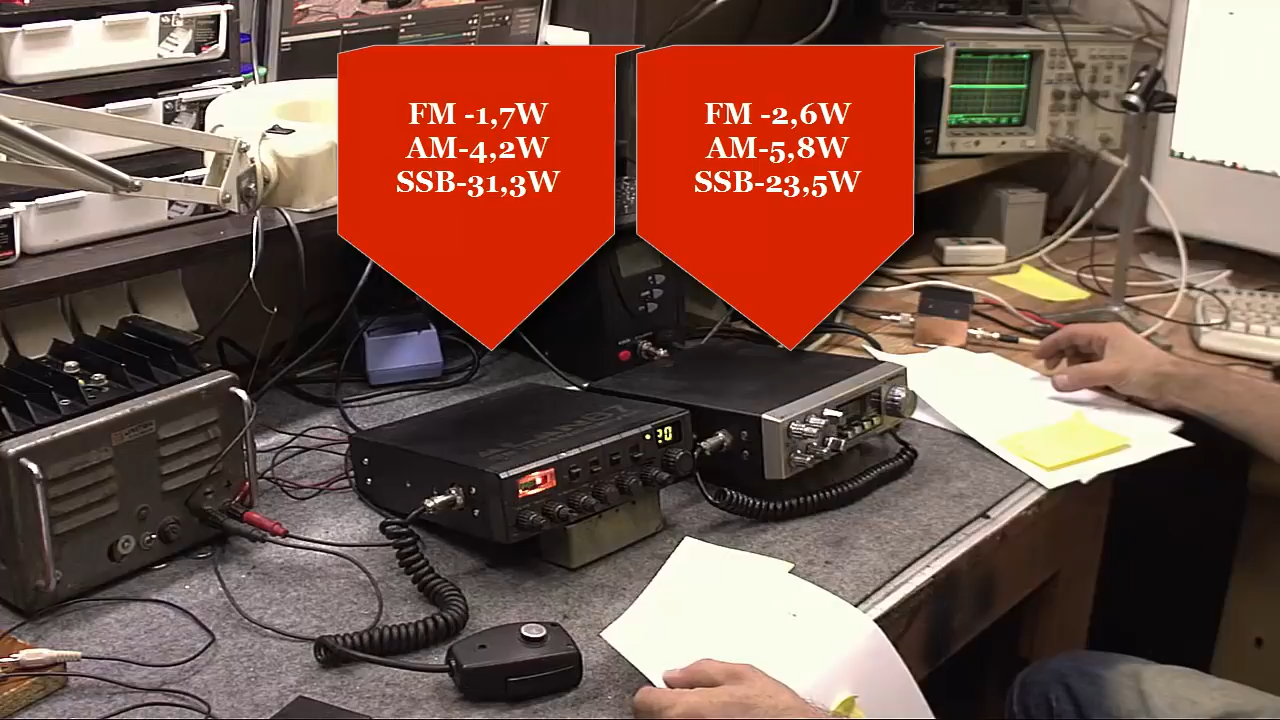 FM -1,7W
AM-4,2W
SSB-31,3W
FM -2,6W
AM-5,8W
SSB-23,5W
20